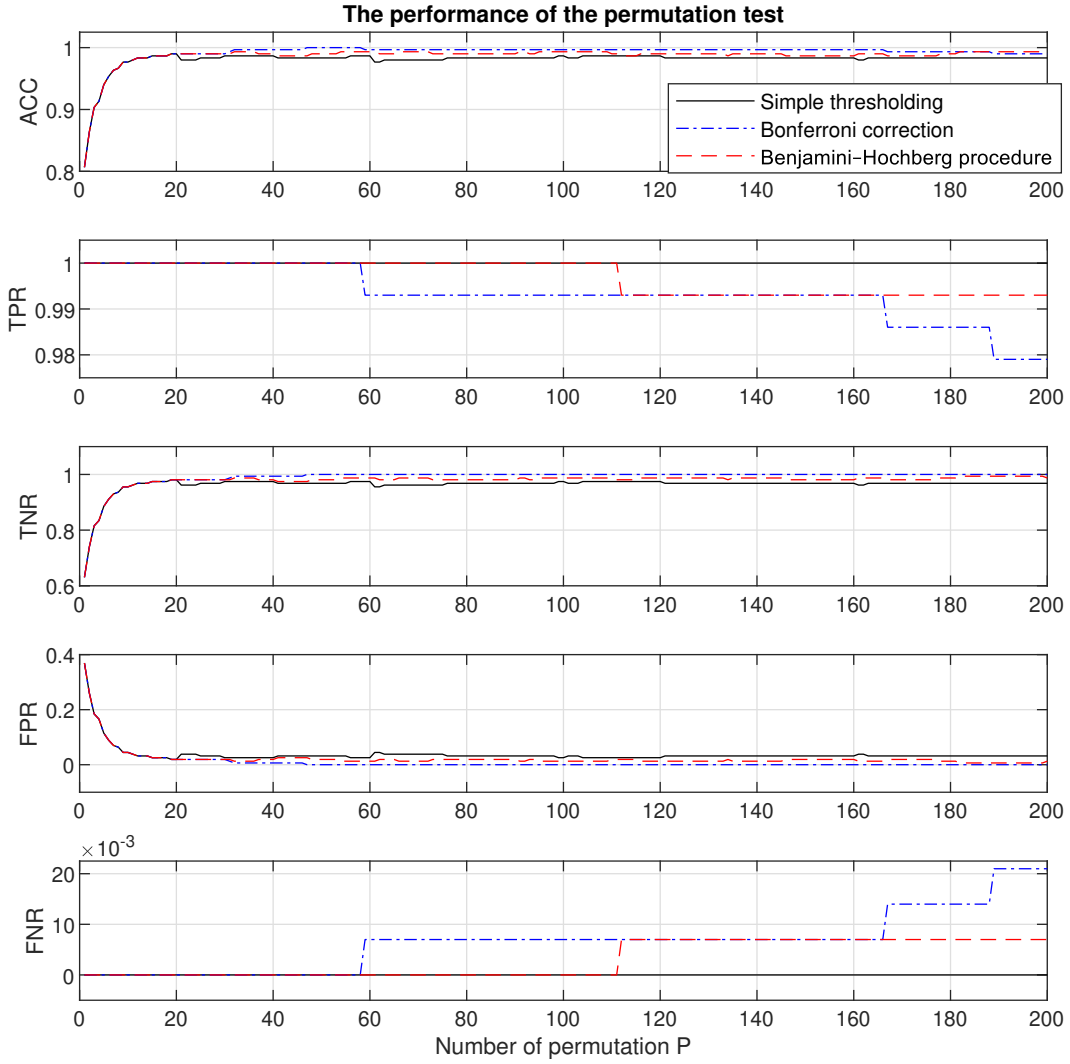 The performance of the permutation test
ACC
1
0.9
0.8
0 20 40 60 80 100 120 140 160 180 200
Simple thresholding
Bonferroni correction
Benjamini-Hochberg procedure
TPR
1
0.99
0.98
0 20 40 60 80 100 120 140 160 180 200
TNR
1
0.8
0.6
0 20 40 60 80 100 120 140 160 180 200
FPR
0.4
0.2
0
0 20 40 60 80 100 120 140 160 180 200
×10⁻³
FNR
20
10
0
0 20 40 60 80 100 120 140 160 180 200
Number of permutation P